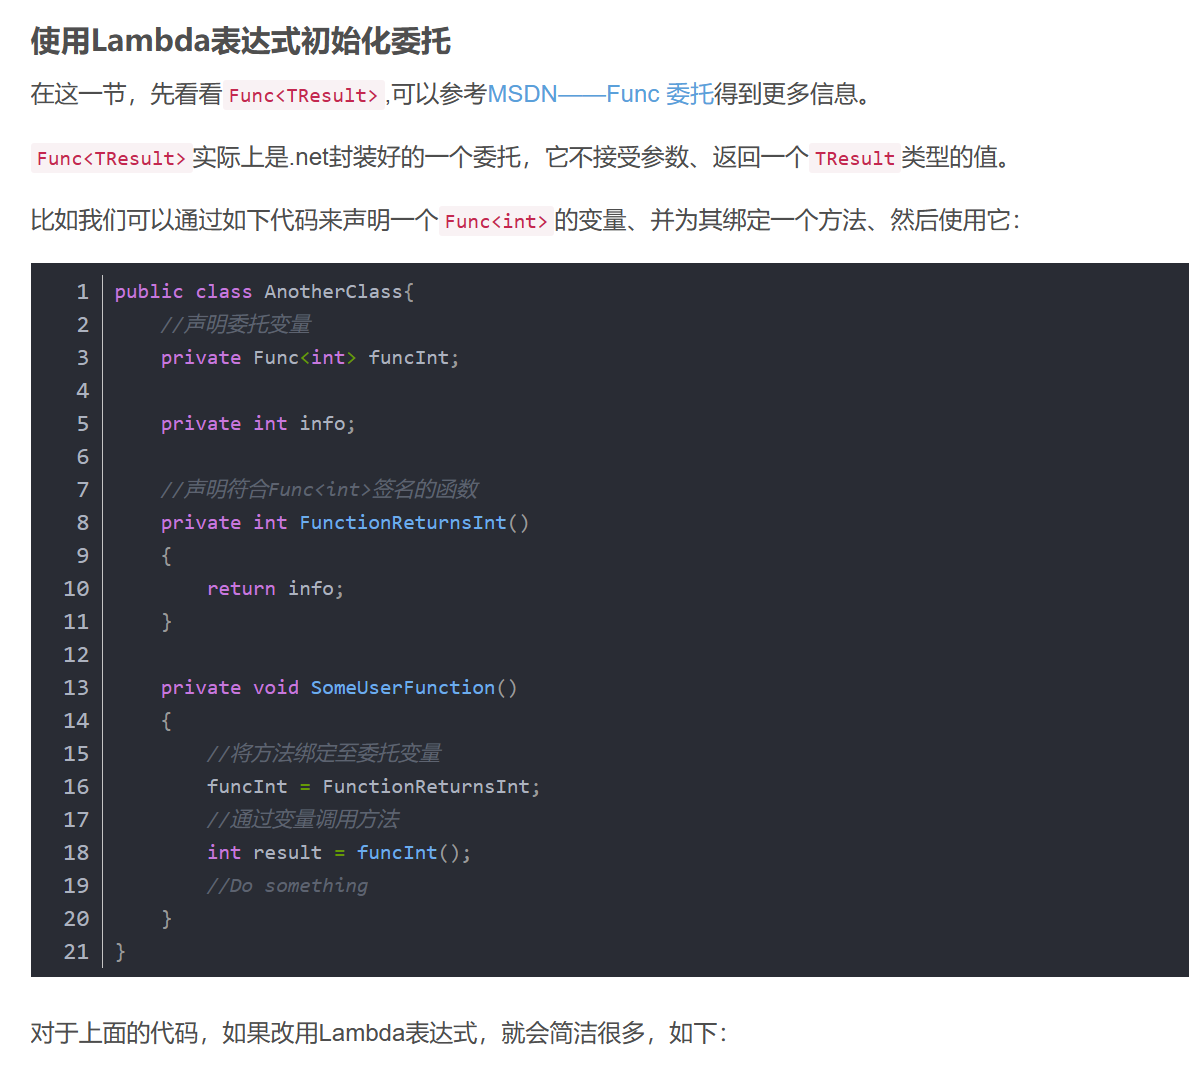 使用Lambda表达式初始化委托
在这一节，先看看Func<TResult>,可以参考MSDN——Func 委托得到更多信息。
Func<TResult>实际上是.net封装好的一个委托，它不接受参数、返回一个TResult类型的值。
比如我们可以通过如下代码来声明一个Func<int>的变量、并为其绑定一个方法、然后使用它：
1 public class AnotherClass{
2     //声明委托变量
3     private Func<int> funcInt;
4
5     private int info;
6
7     //声明符合Func<int>签名的函数
8     private int FunctionReturnsInt()
9     {
10         return info;
11     }
12
13     private void SomeUserFunction()
14     {
15         //将方法绑定至委托变量
16         funcInt = FunctionReturnsInt;
17         //通过变量调用方法
18         int result = funcInt();
19         //Do something
20     }
21 }
对于上面的代码，如果改用Lambda表达式，就会简洁很多，如下：